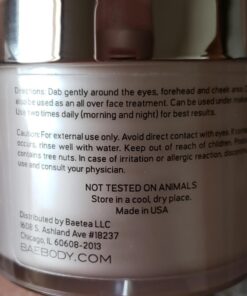 Directions: Dab gently around the eyes, forehead and cheek area.
also be used as an all over face treatment. Can be used under make
Use two times daily (morning and night) for best results.
Caution: For external use only. Avoid direct contact with eyes. If
occurs, rinse well with water. Keep out of reach of children.
contains tree nuts. In case of irritation or allergic reaction,
use and consult your physician.
NOT TESTED ON ANIMALS
Store in a cool, dry place.
Made in USA
Distributed by Baetea LLC
1608 S. Ashland Ave #18237
Chicago, IL 60608-2013
BAEBODY.COM